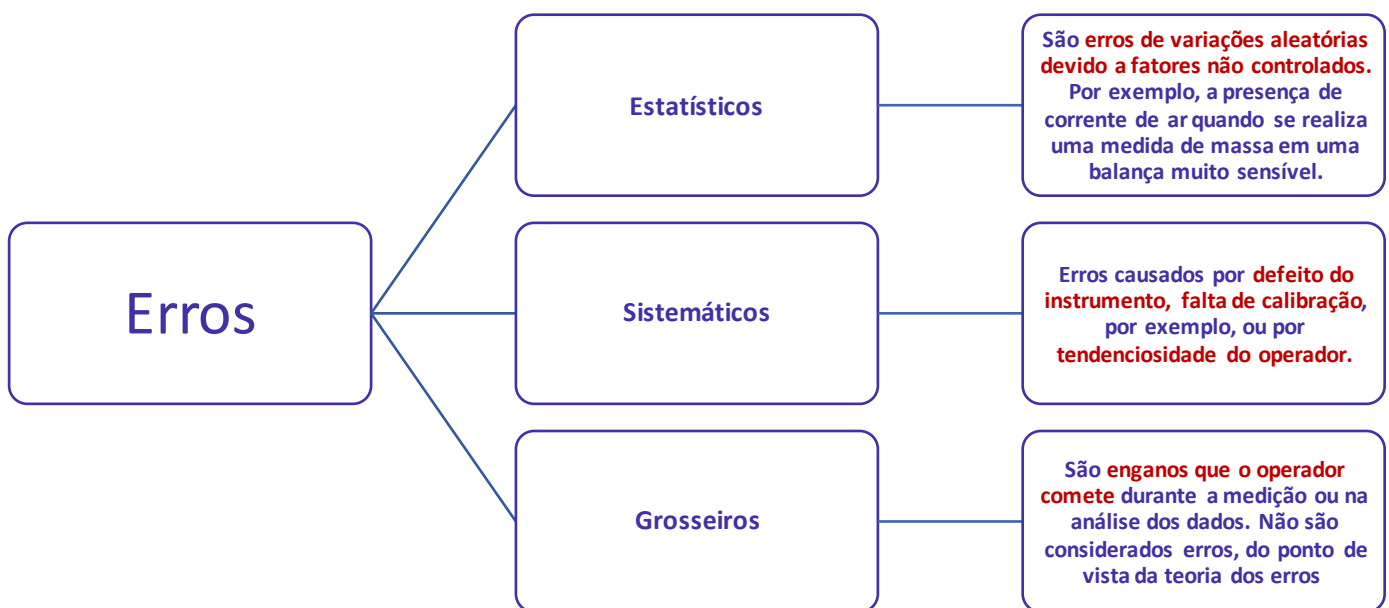 Erros
Estatísticos
São erros de variações aleatórias
devido a fatores não controlados.
Por exemplo, a presença de
corrente de ar quando se realiza
uma medida de massa em uma
balança muito sensível.
Sistemáticos
Erros causados por defeito do
instrumento, falta de calibração,
por exemplo, ou por
tendenciosidade do operador.
Grosseiros
São enganos que o operador
comete durante a medição ou na
análise dos dados. Não são
considerados erros, do ponto de
vista da teoria dos erros